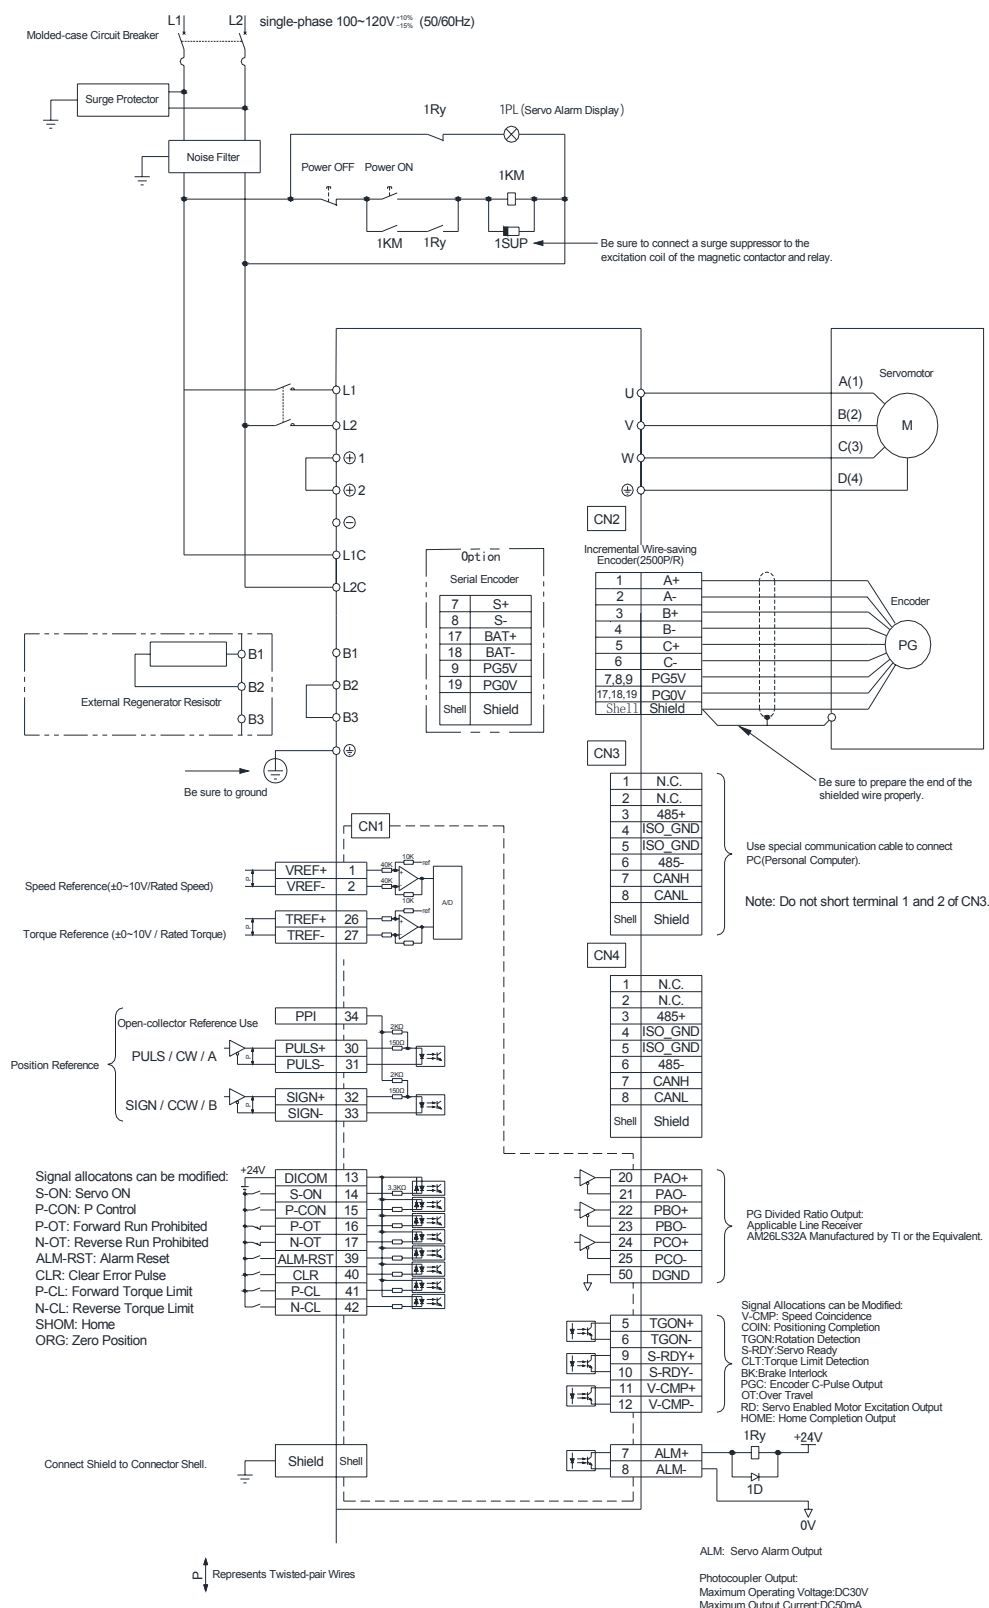 L1 L2 single-phase 100~120V +10% -15% (50/60Hz)
Molded-case Circuit Breaker
Surge Protector
Noise Filter
1Ry 1PL (Servo Alarm Display)
Power OFF Power ON
1KM
1KM 1Ry 1SUP
Be sure to connect a surge suppressor to the
excitation coil of the magnetic contactor and relay.
L1
L2
⊕1
⊕2
⊖
L1C
L2C
B1
B2
B3
U
V
W
A(1)
B(2)
C(3)
D(4)
Servomotor
M
CN2
Incremental Wire-saving
Encoder(2500P/R)
1 A+
2 A-
3 B+
4 B-
5 C+
6 C-
7,8,9 PG5V
17,18,19 PG0V
Shell Shield
Encoder
PG
Be sure to prepare the end of the
shielded wire properly.
Option
Serial Encoder
7 S+
8 S-
17 BAT+
18 BAT-
9 PG5V
19 PG0V
Shell Shield
B1
B2
B3
External Regenerator Resisotr
Be sure to ground
CN3
1 N.C.
2 N.C.
3 485+
4 ISO_GND
5 ISO_GND
6 485-
7 CANH
8 CANL
Shell Shield
Use special communication cable to connect
PC(Personal Computer).
Note: Do not short terminal 1 and 2 of CN3.
CN4
1 N.C.
2 N.C.
3 485+
4 ISO_GND
5 ISO_GND
6 485-
7 CANH
8 CANL
Shell Shield
CN1
Speed Reference(±0~10V/Rated Speed)
P
VREF+ 1
VREF- 2
40K
40K
10K
ref
A/D
Torque Reference (±0~10V / Rated Torque)
P
TREF+ 26
TREF- 27
10K
ref
Position Reference
Open-collector Reference Use
PPI 34
PULS / CW / A
P
PULS+ 30
PULS- 31
2KΩ
150Ω
SIGN / CCW / B
P
SIGN+ 32
SIGN- 33
2KΩ
150Ω
Signal allocatons can be modified:
S-ON: Servo ON
P-CON: P Control
P-OT: Forward Run Prohibited
N-OT: Reverse Run Prohibited
ALM-RST: Alarm Reset
CLR: Clear Error Pulse
P-CL: Forward Torque Limit
N-CL: Reverse Torque Limit
SHOM: Home
ORG: Zero Position
+24V
DICOM 13
S-ON 14
P-CON 15
P-OT 16
N-OT 17
ALM-RST 39
CLR 40
P-CL 41
N-CL 42
3.3KΩ
20 PAO+
21 PAO-
22 PBO+
23 PBO-
24 PCO+
25 PCO-
50 DGND
PG Divided Ratio Output:
Applicable Line Receiver
AM26LS32A Manufactured by TI or the Equivalent.
5 TGON+
6 TGON-
9 S-RDY+
10 S-RDY-
11 V-CMP+
12 V-CMP-
Signal Allocations can be Modified:
V-CMP: Speed Coincidence
COIN: Positioning Completion
TGON:Rotation Detection
S-RDY:Servo Ready
CLT:Torque Limit Detection
BK:Brake Interlock
PGC: Encoder C-Pulse Output
OT:Over Travel
RD: Servo Enabled Motor Excitation Output
HOME: Home Completion Output
7 ALM+
8 ALM-
1Ry +24V
1D
0V
Connect Shield to Connector Shell.
Shield Shell
ALM: Servo Alarm Output
P Represents Twisted-pair Wires
Photocoupler Output:
Maximum Operating Voltage:DC30V
Maximum Output Current:DC50mA